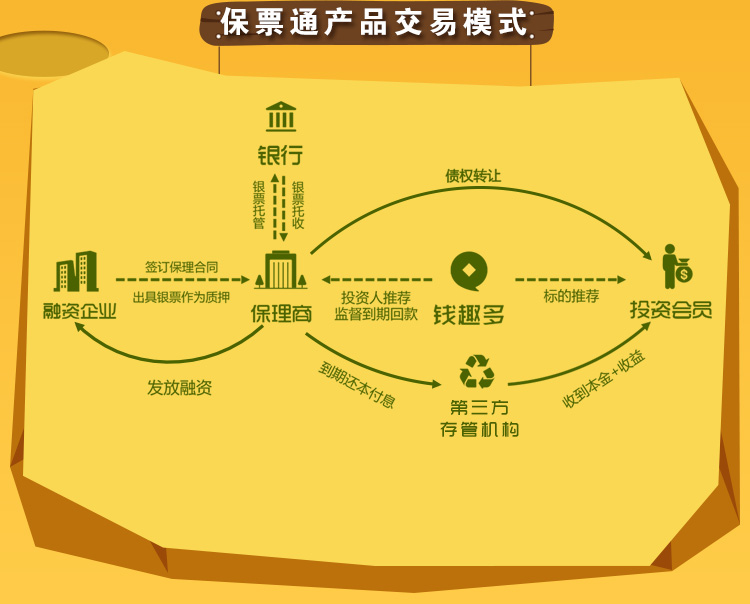 保票通产品交易模式
银行
银票托管
银票托收
债权转让
签订保理合同
出具银票作为质押
融资企业
保理商
投资人推荐
监督到期回款
钱趣多
标的推荐
投资会员
发放融资
到期还本付息
第三方
存管机构
收到本金+收益